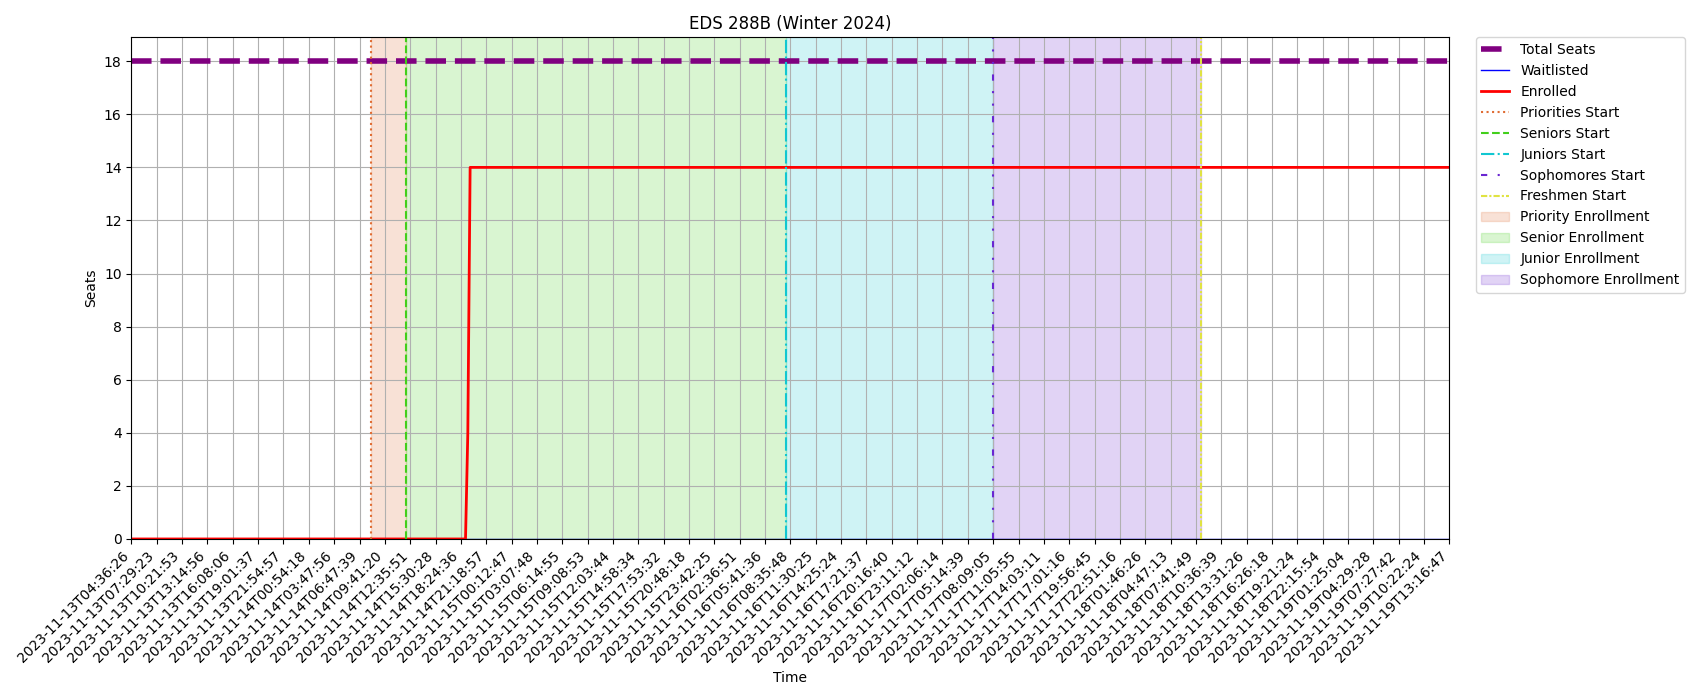 EDS 288B (Winter 2024)
Total Seats
Waitlisted
Enrolled
Priorities Start
Seniors Start
Juniors Start
Sophomores Start
Freshmen Start
Priority Enrollment
Senior Enrollment
Junior Enrollment
Sophomore Enrollment
Seats
18
16
14
12
10
8
6
4
2
0
2023-11-13T04:36:26
2023-11-13T07:29:23
2023-11-13T10:21:53
2023-11-13T13:14:56
2023-11-13T16:08:06
2023-11-13T19:01:37
2023-11-13T21:54:57
2023-11-14T00:54:18
2023-11-14T03:47:56
2023-11-14T06:47:39
2023-11-14T09:41:20
2023-11-14T12:35:51
2023-11-14T15:30:28
2023-11-14T18:24:36
2023-11-14T21:18:57
2023-11-15T00:12:47
2023-11-15T03:07:48
2023-11-15T06:14:55
2023-11-15T09:08:53
2023-11-15T12:03:44
2023-11-15T14:58:34
2023-11-15T17:53:32
2023-11-15T20:48:18
2023-11-15T23:42:25
2023-11-16T02:36:51
2023-11-16T05:41:36
2023-11-16T08:35:48
2023-11-16T11:30:25
2023-11-16T14:25:24
2023-11-16T17:21:37
2023-11-16T20:16:40
2023-11-16T23:11:12
2023-11-17T02:06:14
2023-11-17T05:14:39
2023-11-17T08:09:05
2023-11-17T11:05:55
2023-11-17T14:03:11
2023-11-17T17:01:16
2023-11-17T19:56:45
2023-11-17T22:51:16
2023-11-18T01:46:26
2023-11-18T04:47:13
2023-11-18T07:41:49
2023-11-18T10:36:39
2023-11-18T13:31:26
2023-11-18T16:26:18
2023-11-18T19:21:24
2023-11-18T22:15:54
2023-11-19T01:25:04
2023-11-19T04:29:28
2023-11-19T07:27:42
2023-11-19T10:22:24
2023-11-19T13:16:47
Time